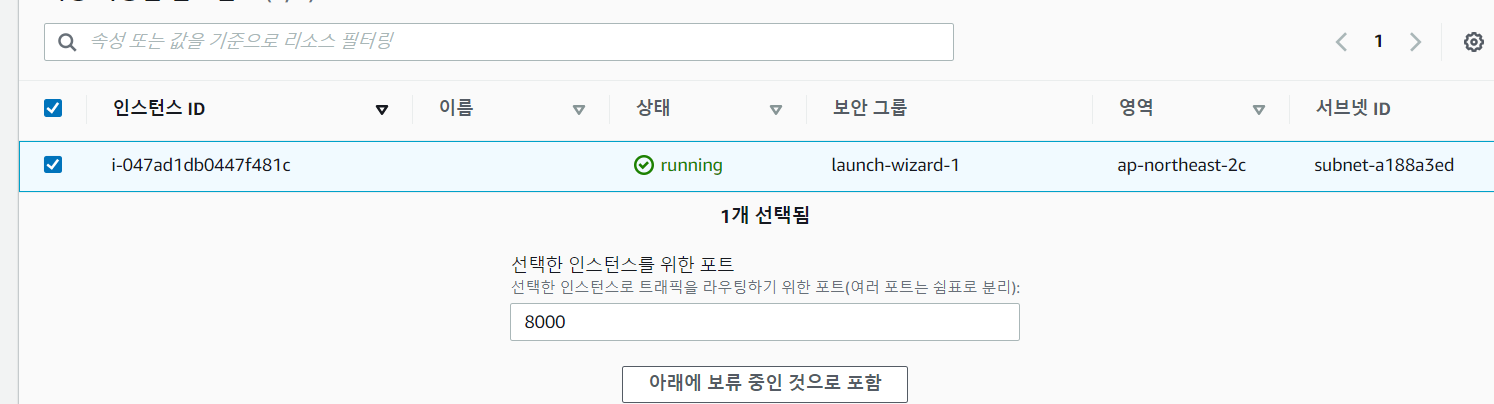 속성 또는 값을 기준으로 리소스 필터링
1
인스턴스 ID 이름 상태 보안 그룹 영역 서브넷 ID
i-047ad1db0447f481c running launch-wizard-1 ap-northeast-2c subnet-a188a3ed
1개 선택됨
선택한 인스턴스를 위한 포트
선택한 인스턴스로 트래픽을 라우팅하기 위한 포트(여러 포트는 쉼표로 분리):
8000
아래에 보류 중인 것으로 포함